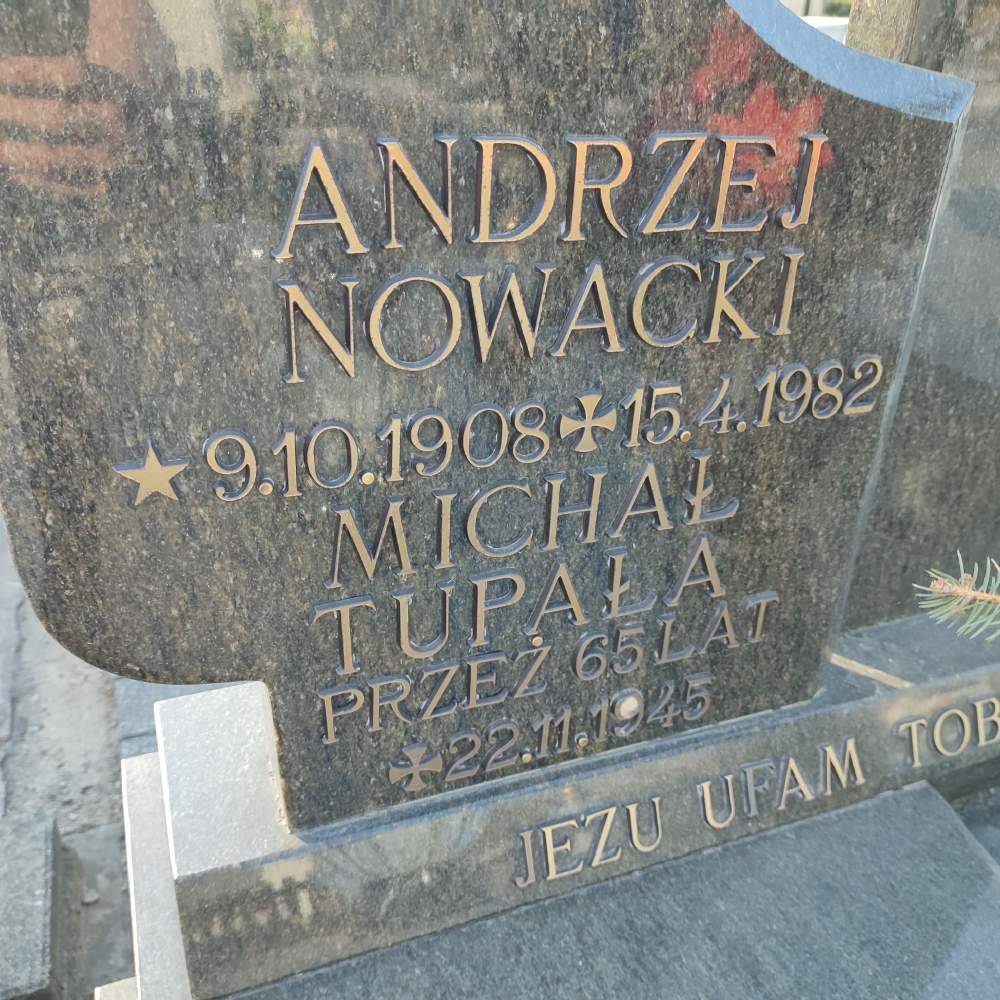 ANDRZEJ
NOWACKI
★9.10.1908✠15.4.1982
MICHAŁ
TUPAŁA
PRZEŻ 65 LAT
✠22.11.1945
JEZU UFAM TOB